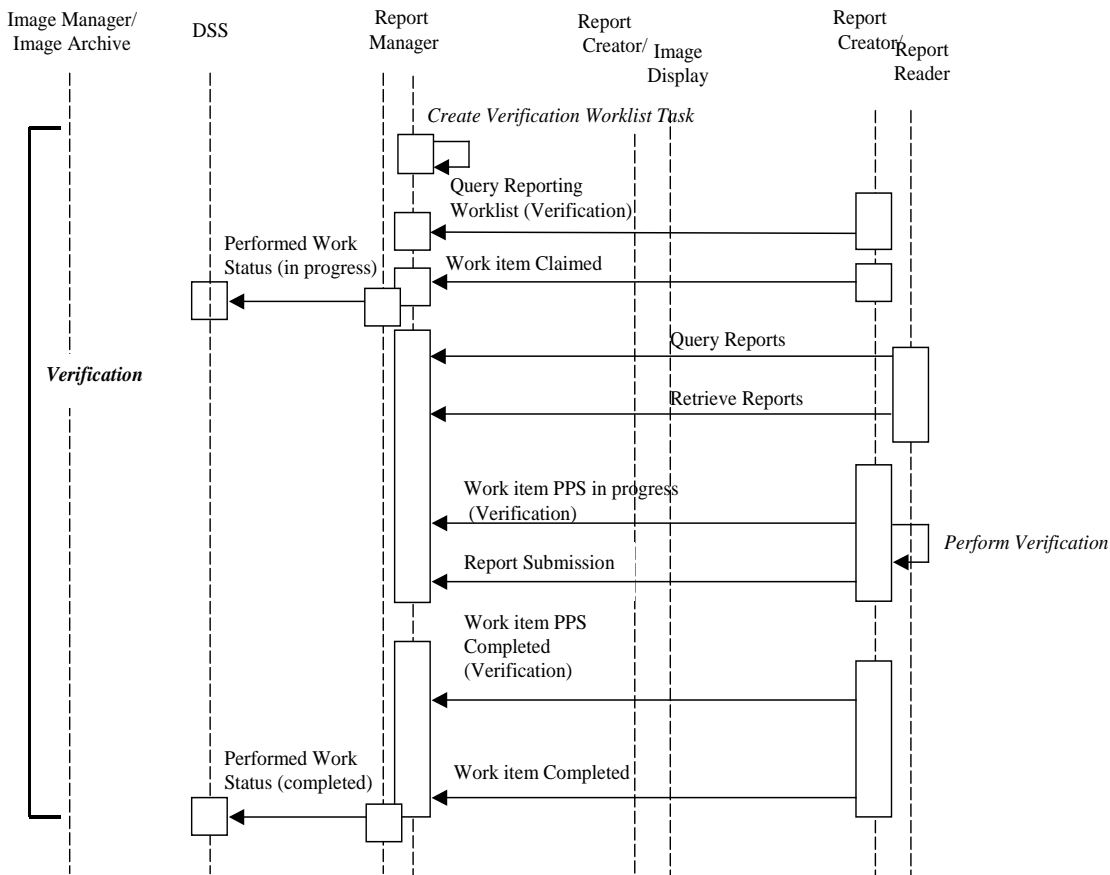 Image Manager/
Image Archive
DSS
Report
Manager
Report
Creator/
Image
Display
Report
Creator/
Report
Reader
Create Verification Worklist Task
Query Reporting
Worklist (Verification)
Performed Work
Status (in progress)
Work item Claimed
Query Reports
Verification
Retrieve Reports
Work item PPS in progress
(Verification)
Perform Verification
Report Submission
Work item PPS
Completed
(Verification)
Performed Work
Status (completed)
Work item Completed